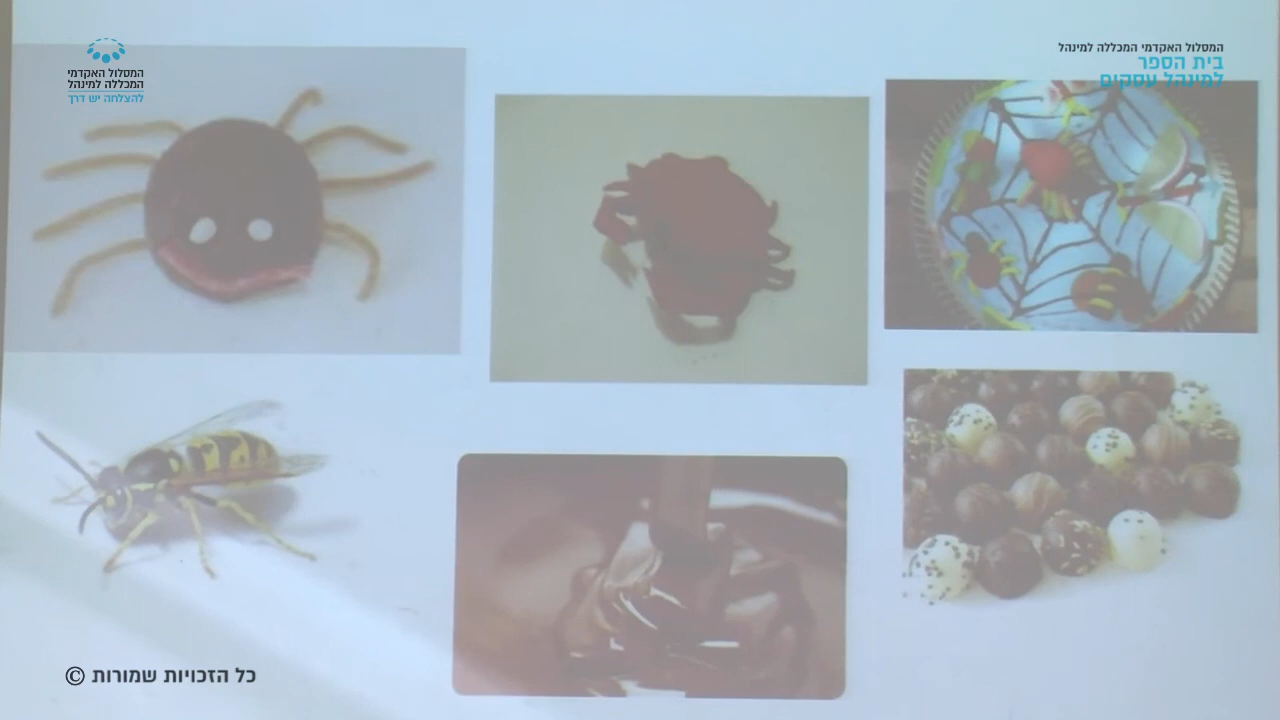 המסלול האקדמי
המכללה למינהל
להצלחה יש דרך
המסלול האקדמי המכללה למינהל
בית הספר
למינהל עסקים
כל הזכויות שמורות ©